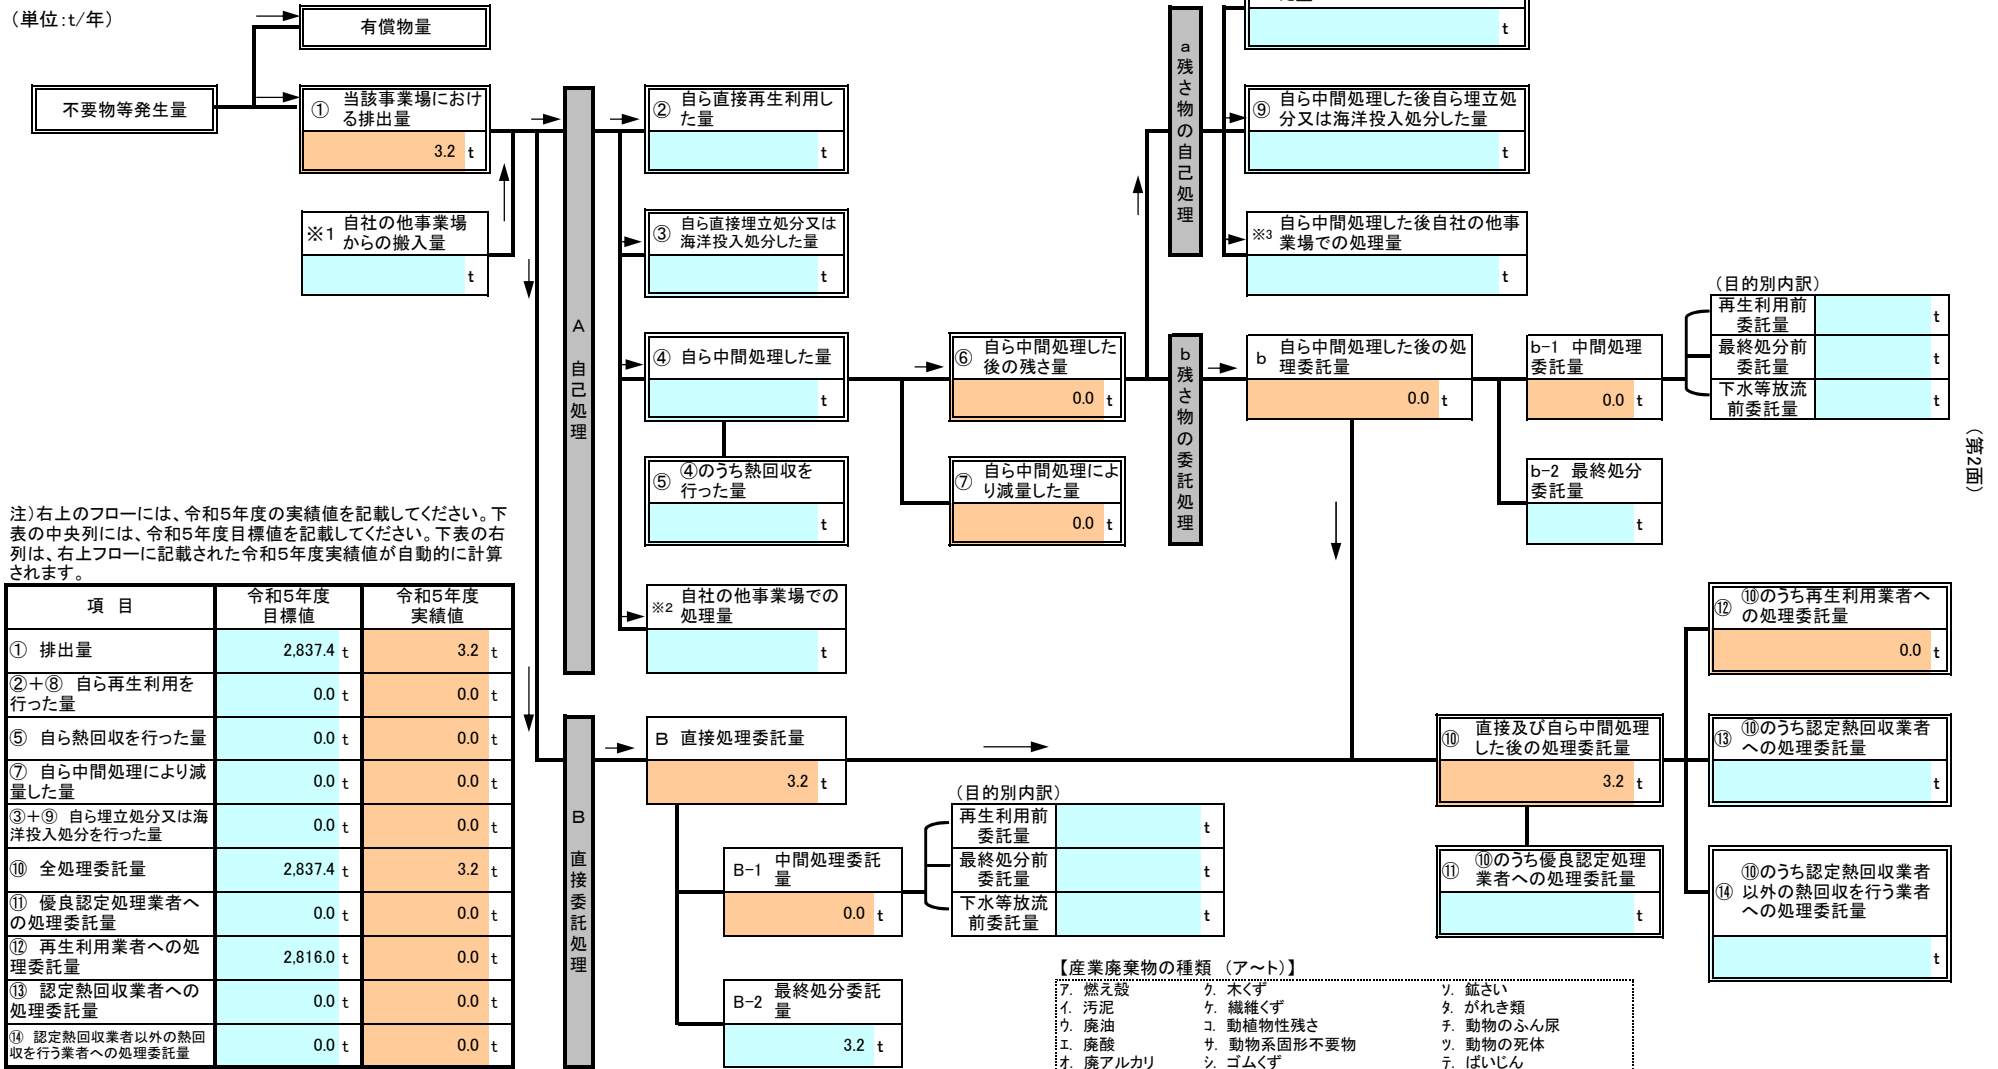 （単位:t/年）
有償物量
不要物等発生量
① 当該事業場におけ
る排出量
3.2 t
※1 自社の他事業場
からの搬入量
t
A 自己処理
② 自ら直接再生利用し
た量
t
③ 自ら直接埋立処分又は
海洋投入処分した量
t
④ 自ら中間処理した量
t
⑤ ④のうち熱回収を
行った量
t
※2 自社の他事業場での
処理量
t
⑥ 自ら中間処理した
後の残さ量
0.0 t
⑦ 自ら中間処理によ
り減量した量
0.0 t
a 残さ物の自己処理
t
⑨ 自ら中間処理した後自ら埋立処
分又は海洋投入処分した量
t
※3 自ら中間処理した後自社の他事
業場での処理量
t
b 残さ物の委託処理
b 自ら中間処理した後の処
理委託量
0.0 t
b-1 中間処理
委託量
0.0 t
b-2 最終処分
委託量
t
（目的別内訳）
再生利用前
委託量
t
最終処分前
委託量
t
下水等放流
前委託量
t
（第2面）
注）右上のフローには、令和5年度の実績値を記載してください。下
表の中央列には、令和5年度目標値を記載してください。下表の右
列は、右上フローに記載された令和5年度実績値が自動的に計算
されます。
項 目 令和5年度
目標値 令和5年度
実績値
① 排出量 2,837.4 t 3.2 t
②+⑧ 自ら再生利用を
行った量 0.0 t 0.0 t
⑤ 自ら熱回収を行った量 0.0 t 0.0 t
⑦ 自ら中間処理により減
量した量 0.0 t 0.0 t
③+⑨ 自ら埋立処分又は海
洋投入処分を行った量 0.0 t 0.0 t
⑩ 全処理委託量 2,837.4 t 3.2 t
⑪ 優良認定処理業者へ
の処理委託量 0.0 t 0.0 t
⑫ 再生利用業者への処
理委託量 2,816.0 t 0.0 t
⑬ 認定熱回収業者への
処理委託量 0.0 t 0.0 t
⑭ 認定熱回収業者以外の熱回
収を行う業者への処理委託量 0.0 t 0.0 t
B 直接委託処理
B 直接処理委託量
3.2 t
B-1 中間処理委託
量
0.0 t
B-2 最終処分委託
量
3.2 t
（目的別内訳）
再生利用前
委託量
t
最終処分前
委託量
t
下水等放流
前委託量
t
⑩ 直接及び自ら中間処理
した後の処理委託量
3.2 t
⑪ ⑩のうち優良認定処理
業者への処理委託量
t
⑫ ⑩のうち再生利用業者へ
の処理委託量
0.0 t
⑬ ⑩のうち認定熱回収業者
への処理委託量
t
⑭ ⑩のうち認定熱回収業者
以外の熱回収を行う業者
への処理委託量
t
【産業廃棄物の種類 （ア～ト）】
ア. 燃え殻 ク. 木くず ソ. 鉱さい
イ. 汚泥 ケ. 繊維くず タ. がれき類
ウ. 廃油 コ. 動植物性残さ チ. 動物のふん尿
エ. 廃酸 サ. 動物系固形不要物 ツ. 動物の死体
オ. 廃アルカリ シ. ゴムくず テ. ばいじん